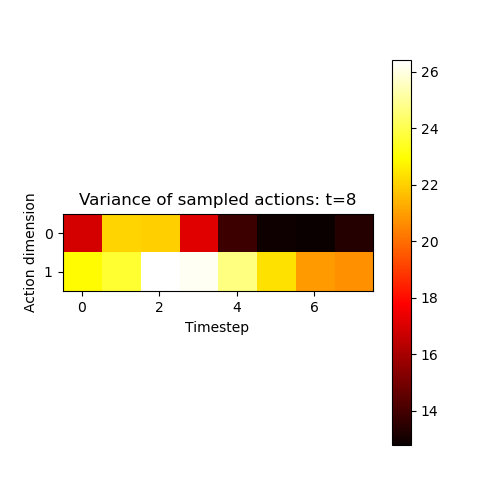 Variance of sampled actions: t=8
Action dimension
0
1
0 2 4 6
Timestep
26
24
22
20
18
16
14